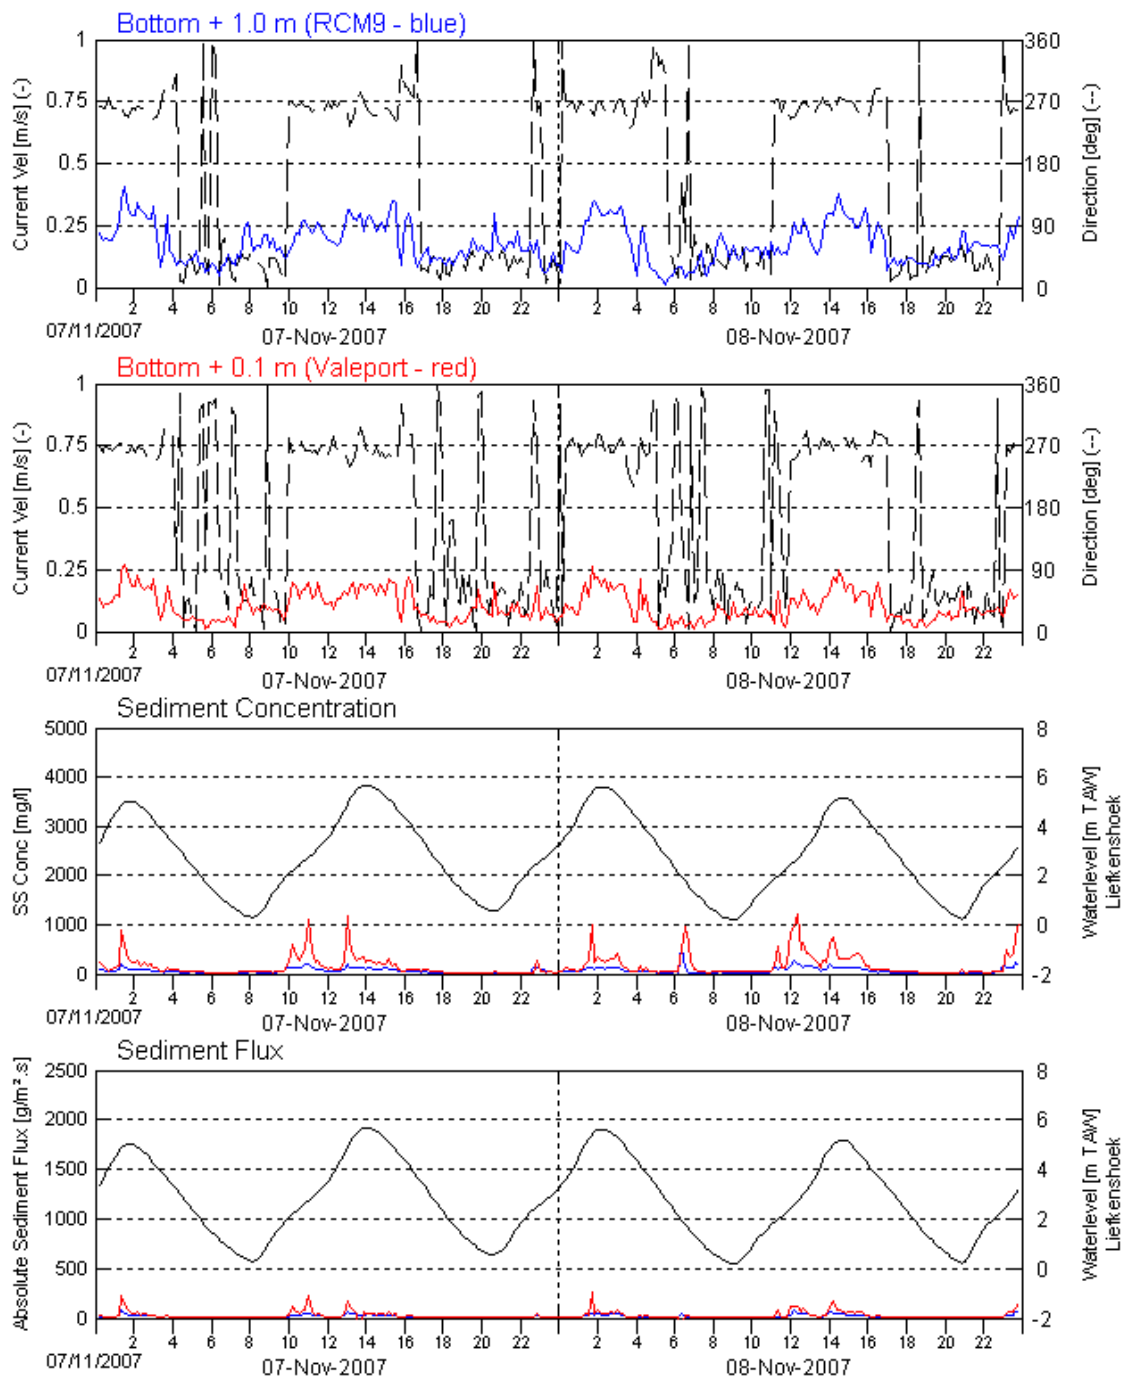 Bottom + 1.0 m (RCM9 - blue)
1 0.75 0.5 0.25 0
Current Vel [m/s] (-)
360 270 180 90 0
Direction [deg] (--)
2 4 6 8 10 12 14 16 18 20 22 2 4 6 8 10 12 14 16 18 20 22
07/11/2007 07-Nov-2007 08-Nov-2007
Bottom + 0.1 m (Valeport - red)
1 0.75 0.5 0.25 0
Current Vel [m/s] (-)
360 270 180 90 0
Direction [deg] (--)
2 4 6 8 10 12 14 16 18 20 22 2 4 6 8 10 12 14 16 18 20 22
07/11/2007 07-Nov-2007 08-Nov-2007
Sediment Concentration
5000 4000 3000 2000 1000 0
SS Conc [mg/l]
8 6 4 2 0 -2
Waterlevel [m TAW]
Liefkenshoek
2 4 6 8 10 12 14 16 18 20 22 2 4 6 8 10 12 14 16 18 20 22
07/11/2007 07-Nov-2007 08-Nov-2007
Sediment Flux
2500 2000 1500 1000 500 0
Absolute Sediment Flux [g/m².s]
8 6 4 2 0 -2
Waterlevel [m TAW]
Liefkenshoek
2 4 6 8 10 12 14 16 18 20 22 2 4 6 8 10 12 14 16 18 20 22
07/11/2007 07-Nov-2007 08-Nov-2007